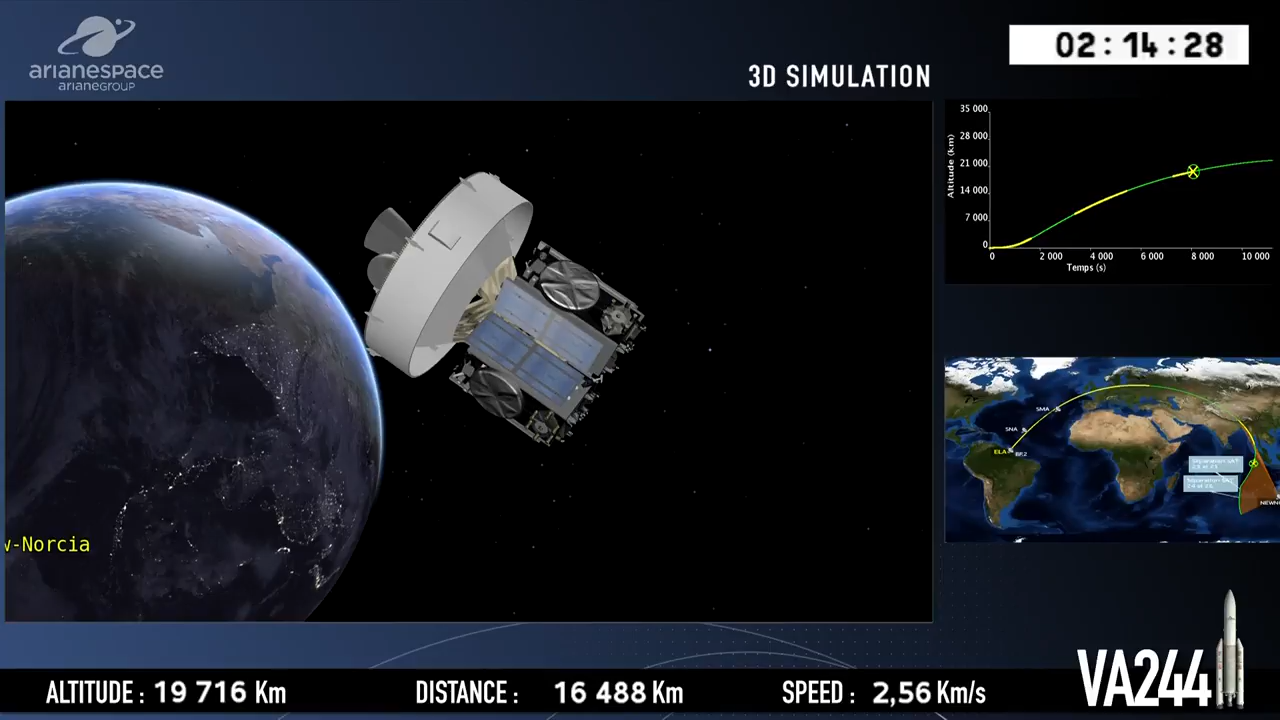 arianespace
arianeGROUP
3D SIMULATION
02:14:28
Altitude (km)
35 000
28 000
21 000
14 000
7 000
0
0 2 000 4 000 6 000 8 000 10 000
Temps (s)
SMA
SNA
ELA
BR2
w-Norcia
ALTITUDE : 19 716 Km
DISTANCE : 16 488 Km
SPEED : 2,56 Km/s
VA244